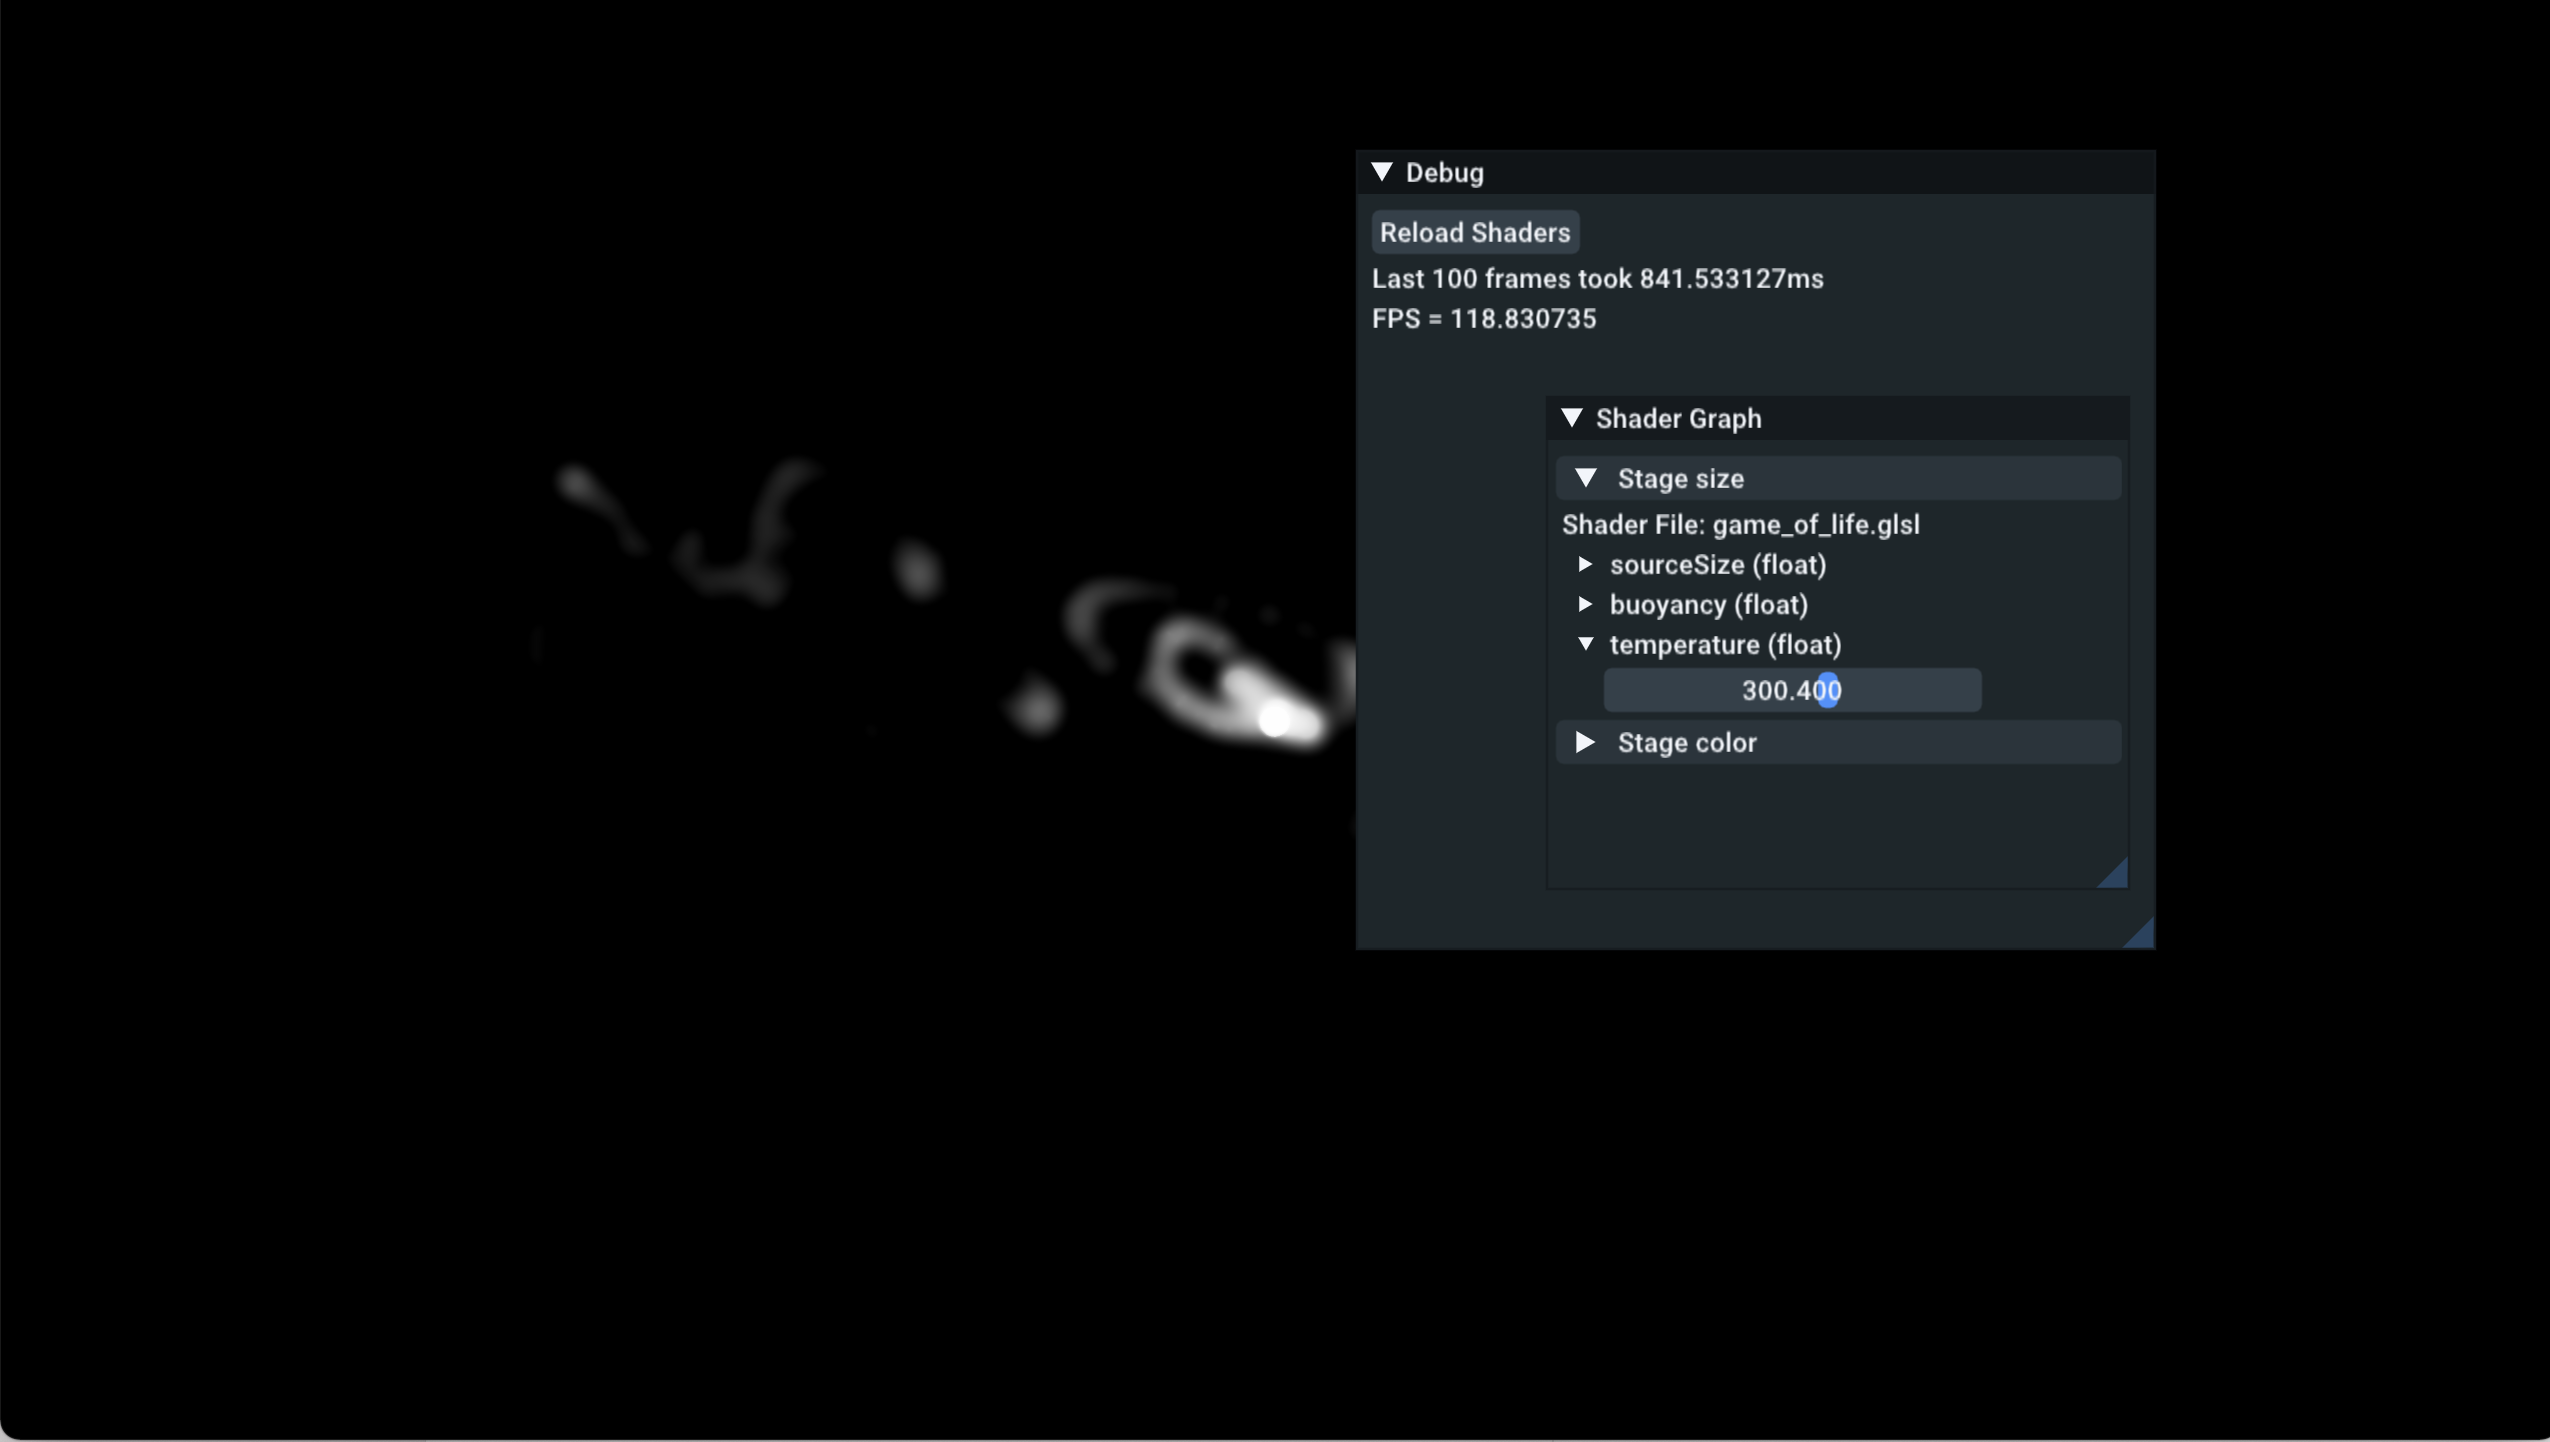 Debug
Reload Shaders
Last 100 frames took 841.533127ms
FPS = 118.830735
Shader Graph
Stage size
Shader File: game_of_life.glsl
sourceSize (float)
buoyancy (float)
temperature (float)
300.400
Stage color